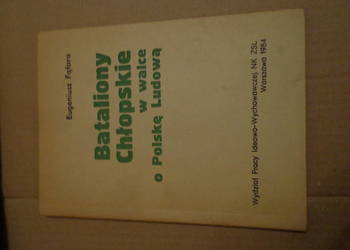 Eugeniusz Fąfara
Bataliony
Chłopskie
w walce
o Polskę Ludową
Wydział Pracy Ideowo-Wychowawczej NK ZSL
Warszawa 1984